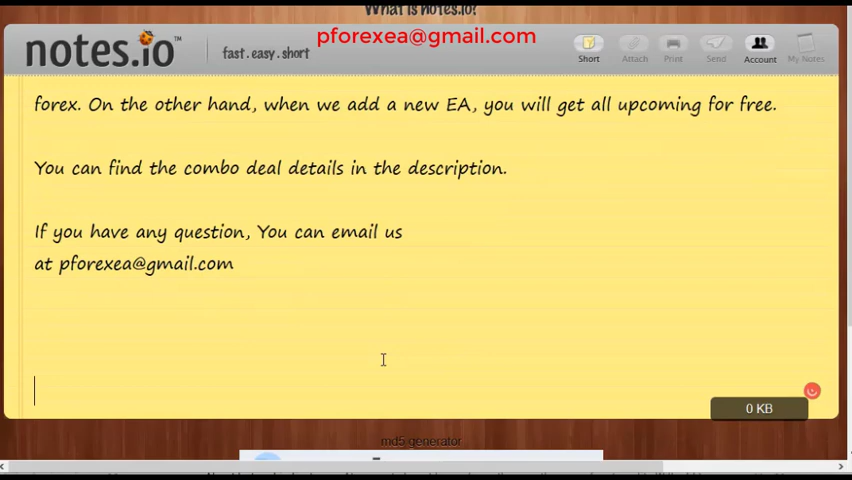 What is notes.io?
pforexea@gmail.com
notes.io™
fast.easy.short
Short
Attach
Print
Send
Account
My Notes
forex. On the other hand, when we add a new EA, you will get all upcoming for free.
You can find the combo deal details in the description.
If you have any question, You can email us
at pforexea@gmail.com
0 KB
md5 generator